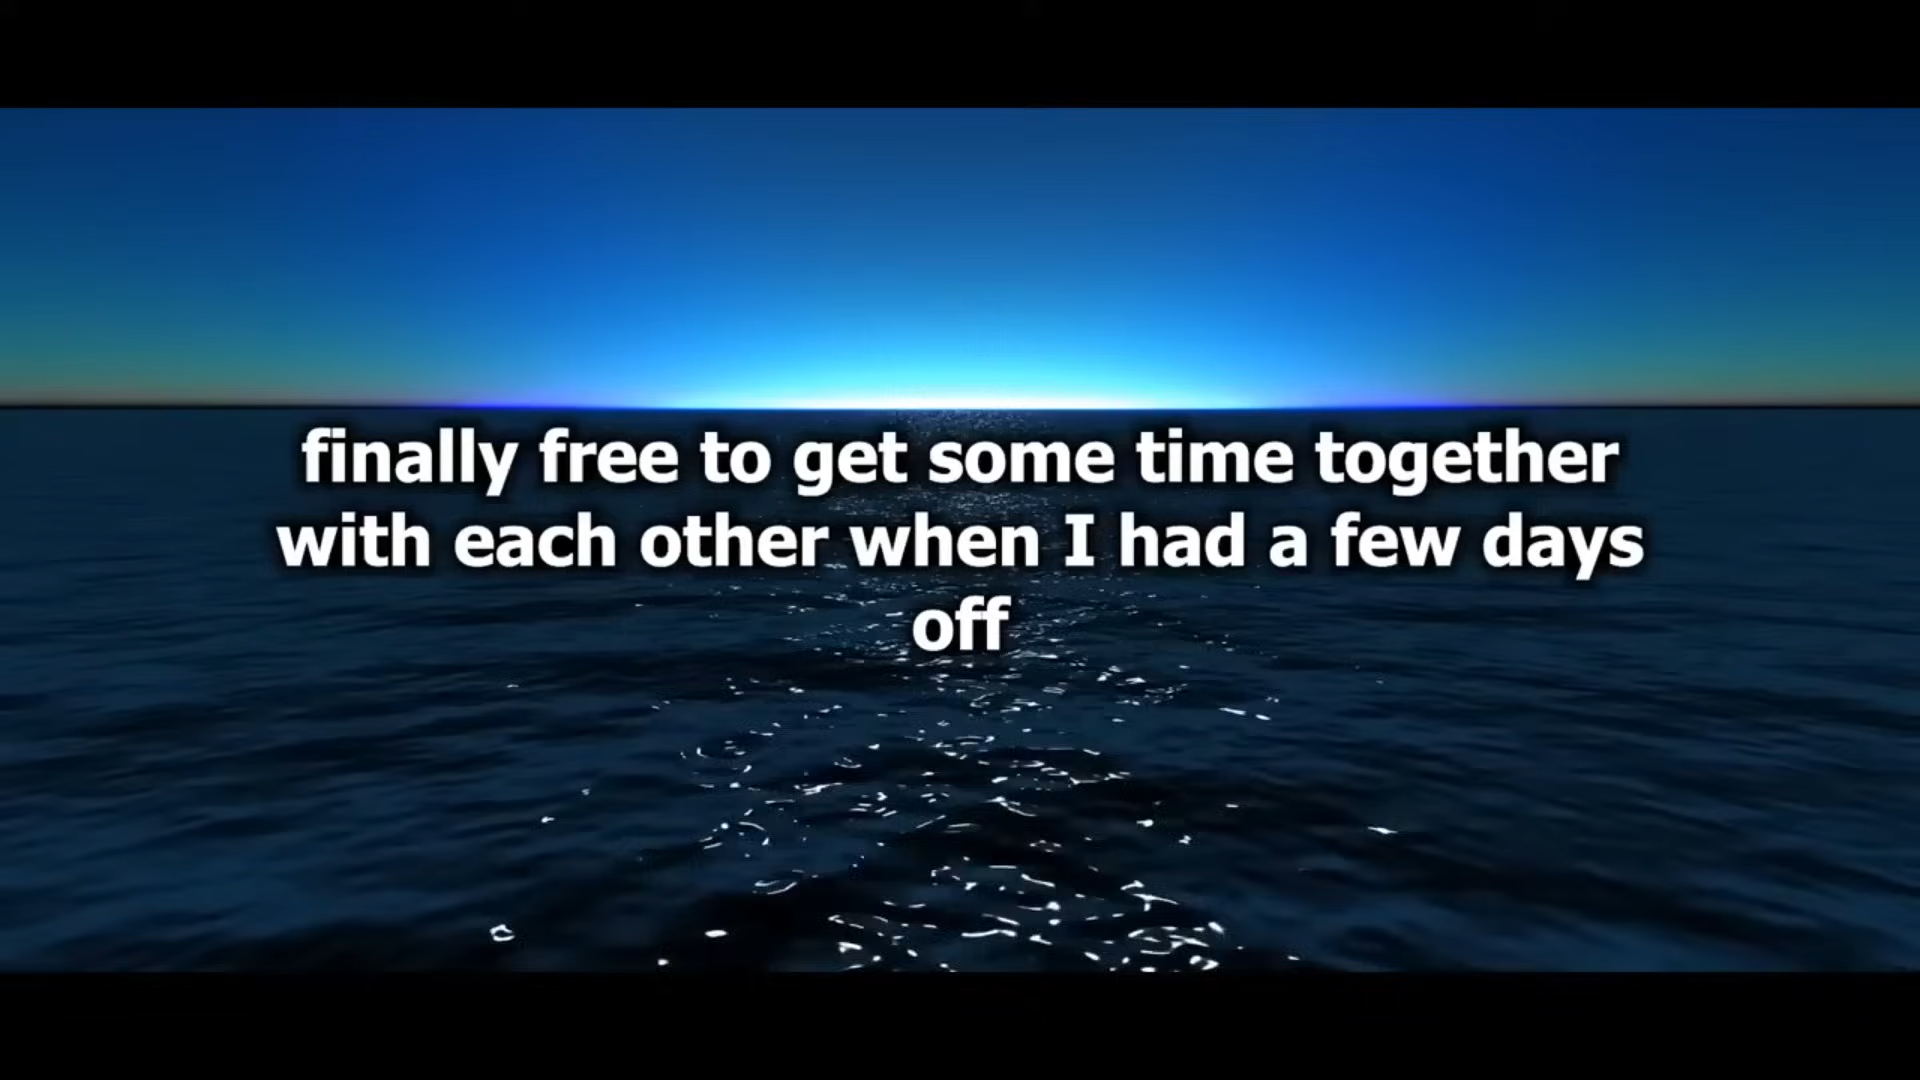 finally free to get some time together
with each other when I had a few days
off